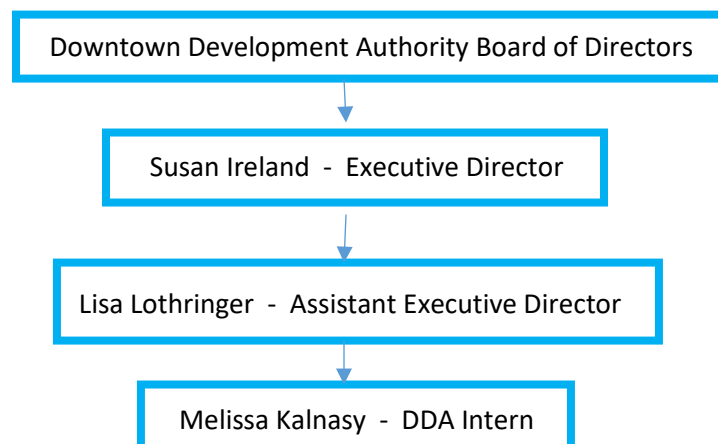 Downtown Development Authority Board of Directors
Susan Ireland - Executive Director
Lisa Lothringer - Assistant Executive Director
Melissa Kalnasy - DDA Intern